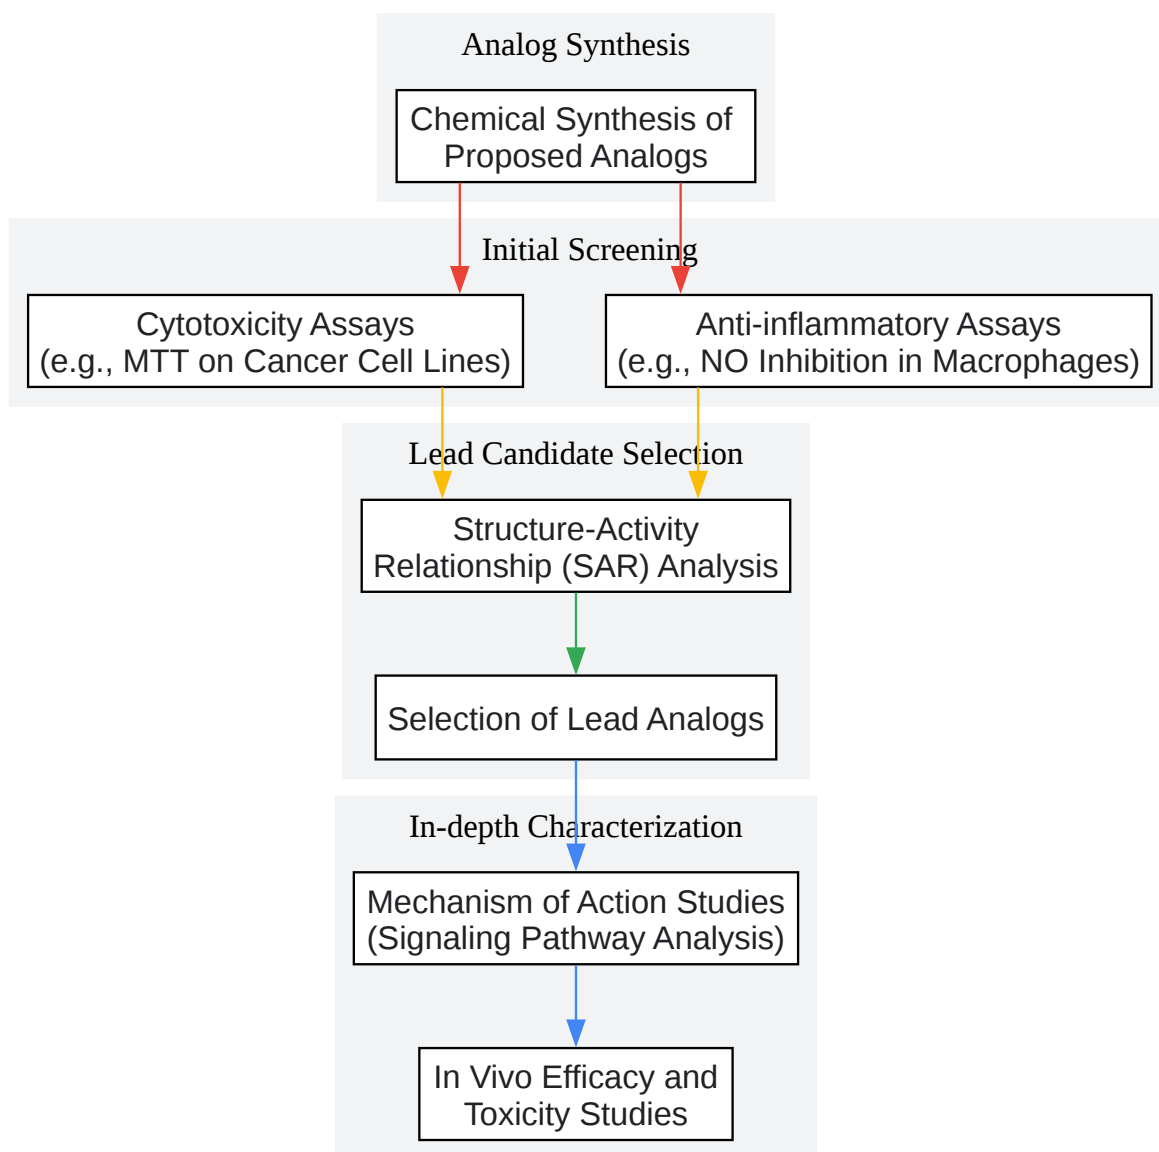 Analog Synthesis
Chemical Synthesis of
Proposed Analogs
Initial Screening
Cytotoxicity Assays
(e.g., MTT on Cancer Cell Lines)
Anti-inflammatory Assays
(e.g., NO Inhibition in Macrophages)
Lead Candidate Selection
Structure-Activity
Relationship (SAR) Analysis
Selection of Lead Analogs
In-depth Characterization
Mechanism of Action Studies
(Signaling Pathway Analysis)
In Vivo Efficacy and
Toxicity Studies